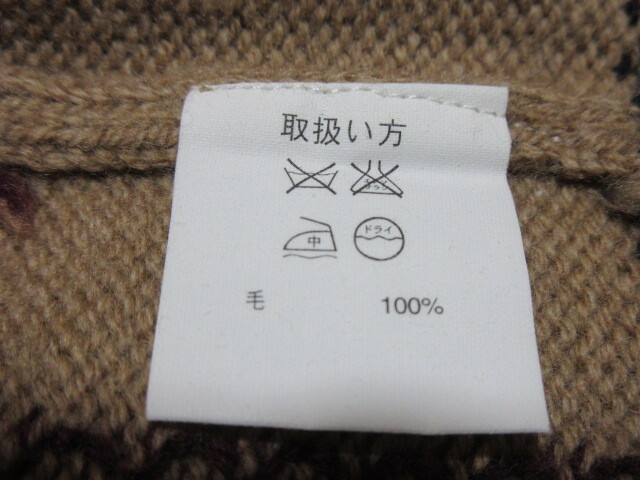 取扱い方
中 ドライ
毛 100%